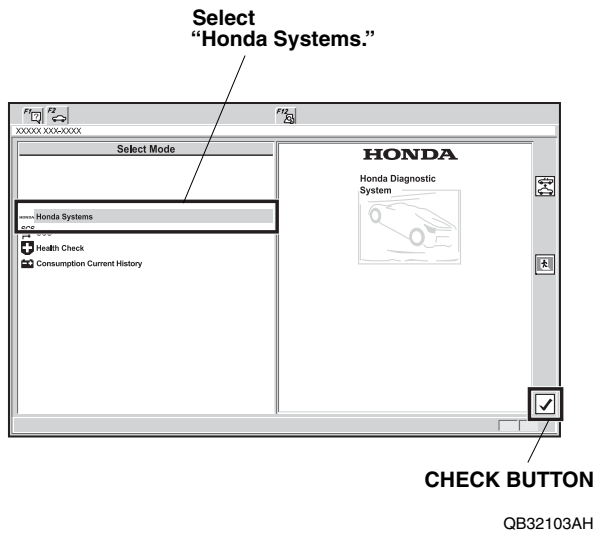 Select
“Honda Systems.”
F1 F2 F12
XXXXX XXX-XXXX
Select Mode
HONDA
Honda Diagnostic
System
HONDA Honda Systems
Health Check
Consumption Current History
CHECK BUTTON
QB32103AH